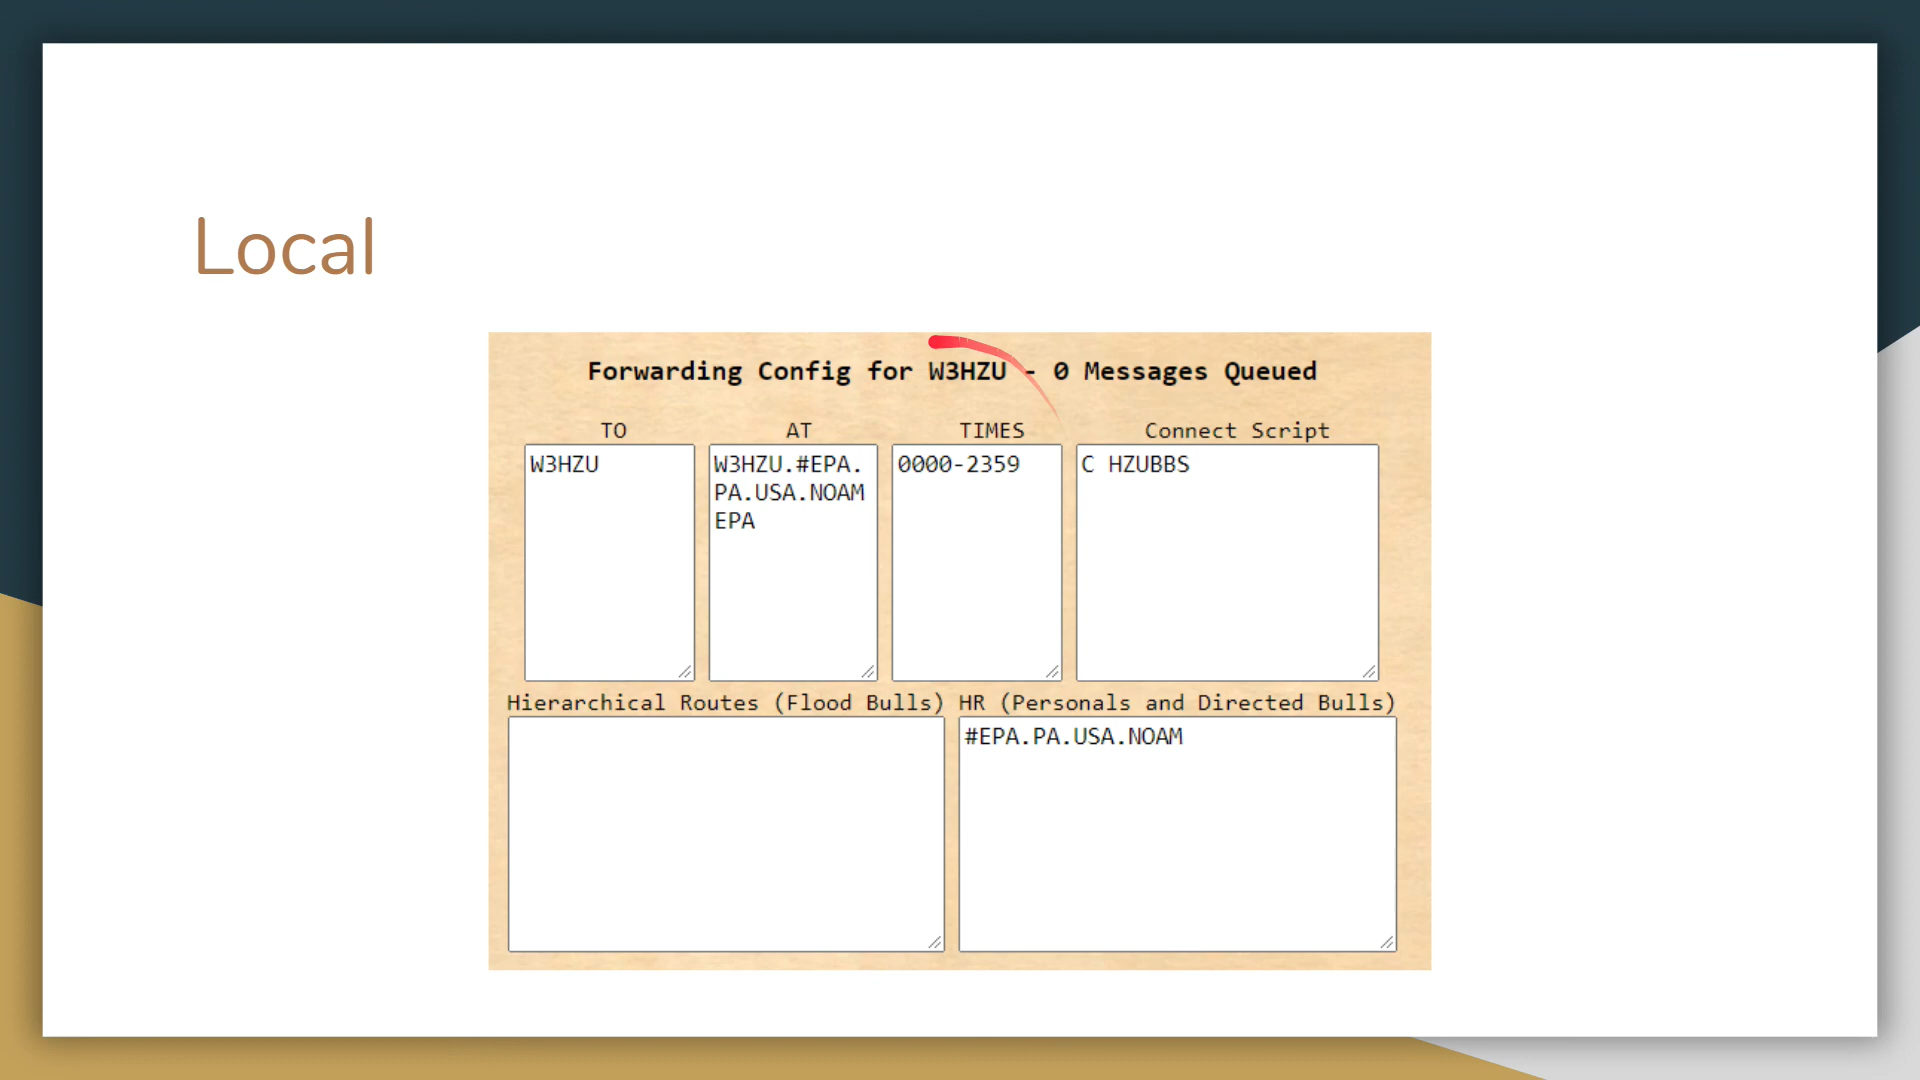 Local
Forwarding Config for W3HZU - 0 Messages Queued
TO AT TIMES Connect Script
W3HZU
W3HZU.#EPA.
PA.USA.NOAM
EPA
0000-2359
C HZUBBS
Hierarchical Routes (Flood Bulls) HR (Personals and Directed Bulls)
#EPA.PA.USA.NOAM